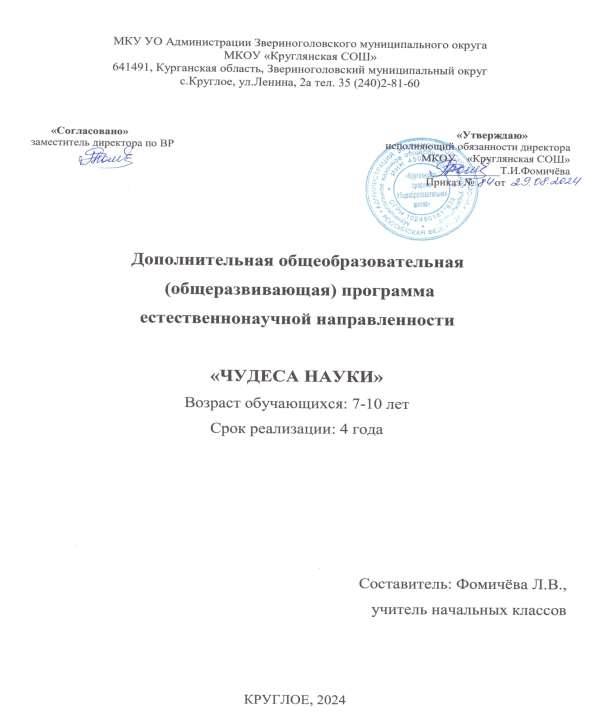 МКУ УО Администрации Звериноголовского муниципального округа
МКОУ «Круглянская СОШ»
641491, Курганская область, Звериноголовский муниципальный округ
с.Круглое, ул.Ленина, 2а тел. 35 (240)2-81-60
«Согласовано»
заместитель директора по ВР
«Утверждаю»
исполняющий обязанности директора
МКОУ «Круглянская СОШ»
Т.И.Фомичёва
Приказ № 84 от 29.08.2024
Дополнительная общеобразовательная
(общеразвивающая) программа
естественнонаучной направленности
«ЧУДЕСА НАУКИ»
Возраст обучающихся: 7-10 лет
Срок реализации: 4 года
Составитель: Фомичёва Л.В.,
учитель начальных классов
КРУГЛОЕ, 2024